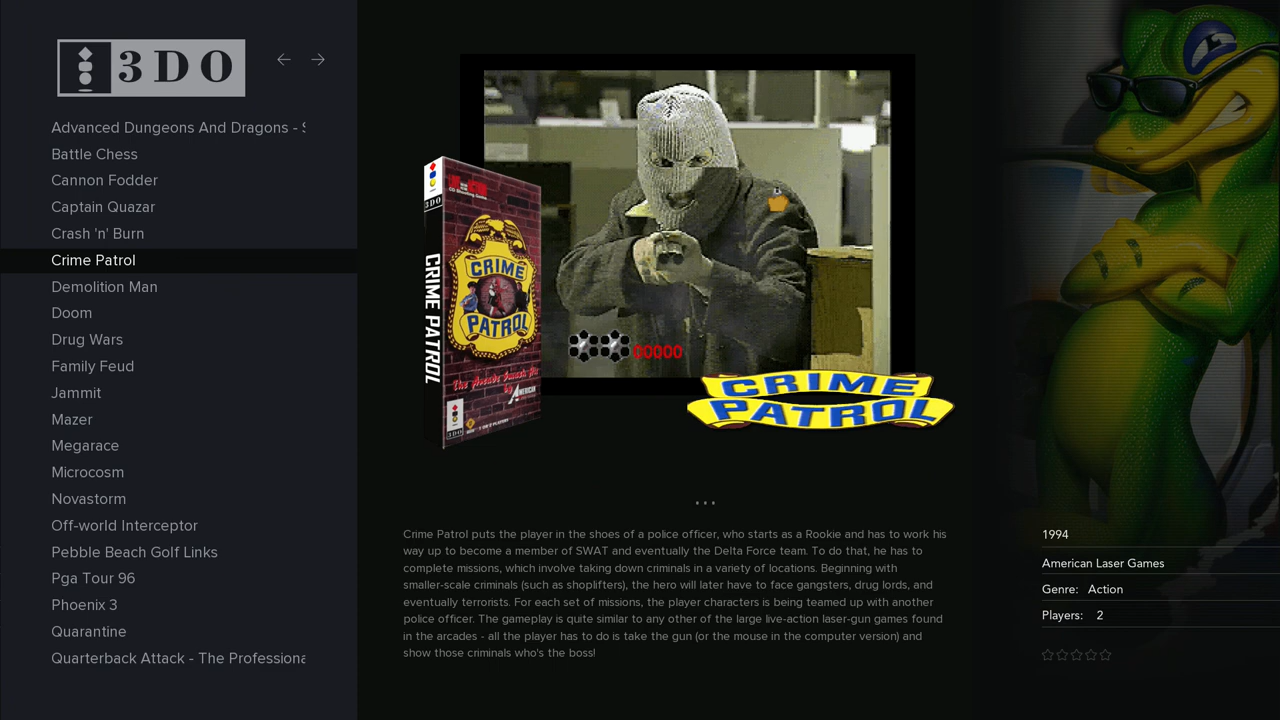 3DO
Advanced Dungeons And Dragons - S
Battle Chess
Cannon Fodder
Captain Quazar
Crash 'n' Burn
Crime Patrol
Demolition Man
Doom
Drug Wars
Family Feud
Jammit
Mazer
Megarace
Microcosm
Novastorm
Off-world Interceptor
Pebble Beach Golf Links
Pga Tour 96
Phoenix 3
Quarantine
Quarterback Attack - The Professiona
3DO
CRIME PATROL
CRIME
PATROL
The Arcade Smash Hit
by AMERICAN
3DO
00000
CRIME
PATROL
...
Crime Patrol puts the player in the shoes of a police officer, who starts as a Rookie and has to work his
way up to become a member of SWAT and eventually the Delta Force team. To do that, he has to
complete missions, which involve taking down criminals in a variety of locations. Beginning with
smaller-scale criminals (such as shoplifters), the hero will later have to face gangsters, drug lords, and
eventually terrorists. For each set of missions, the player characters is being teamed up with another
police officer. The gameplay is quite similar to any other of the large live-action laser-gun games found
in the arcades - all the player has to do is take the gun (or the mouse in the computer version) and
show those criminals who's the boss!
1994
American Laser Games
Genre: Action
Players: 2